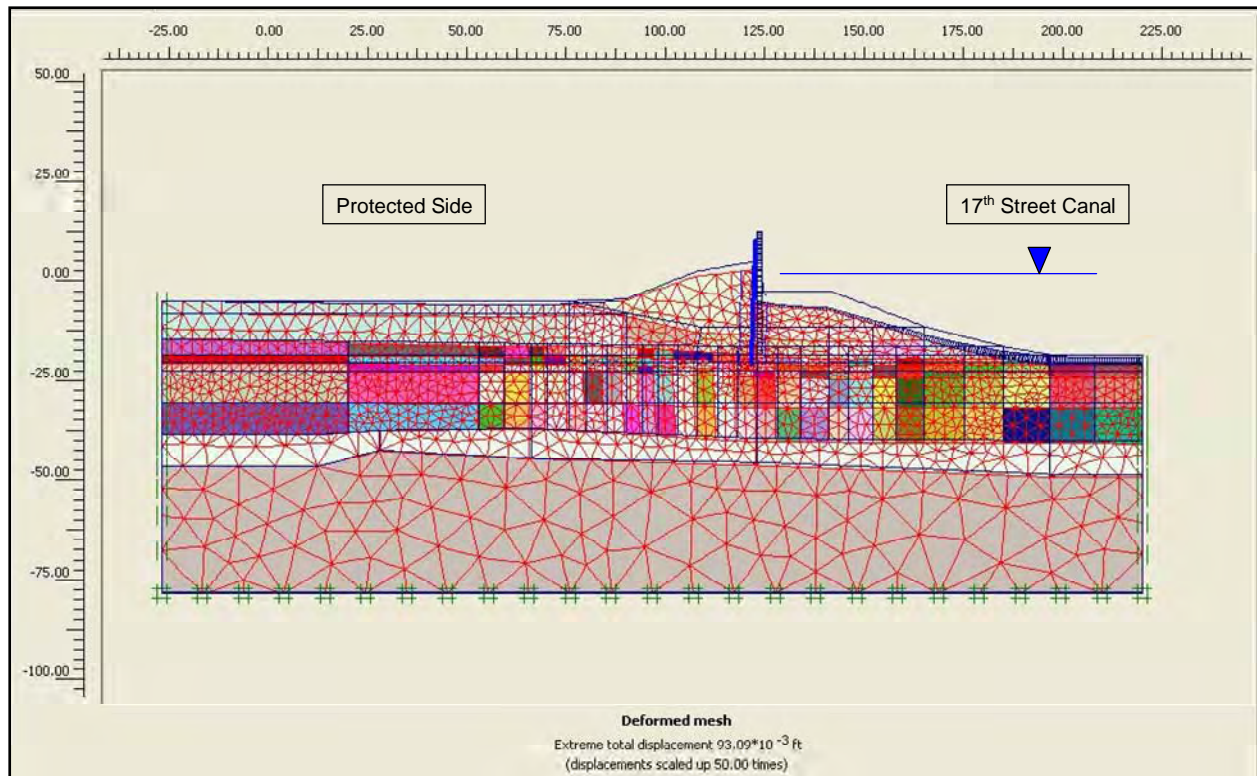 -25.00 0.00 25.00 50.00 75.00 100.00 125.00 150.00 175.00 200.00 225.00
50.00
25.00
Protected Side
17th Street Canal
0.00
-25.00
-50.00
-75.00
-100.00
Deformed mesh
Extreme total displacement 93.09*10 -3 ft
(displacements scaled up 50.00 times)